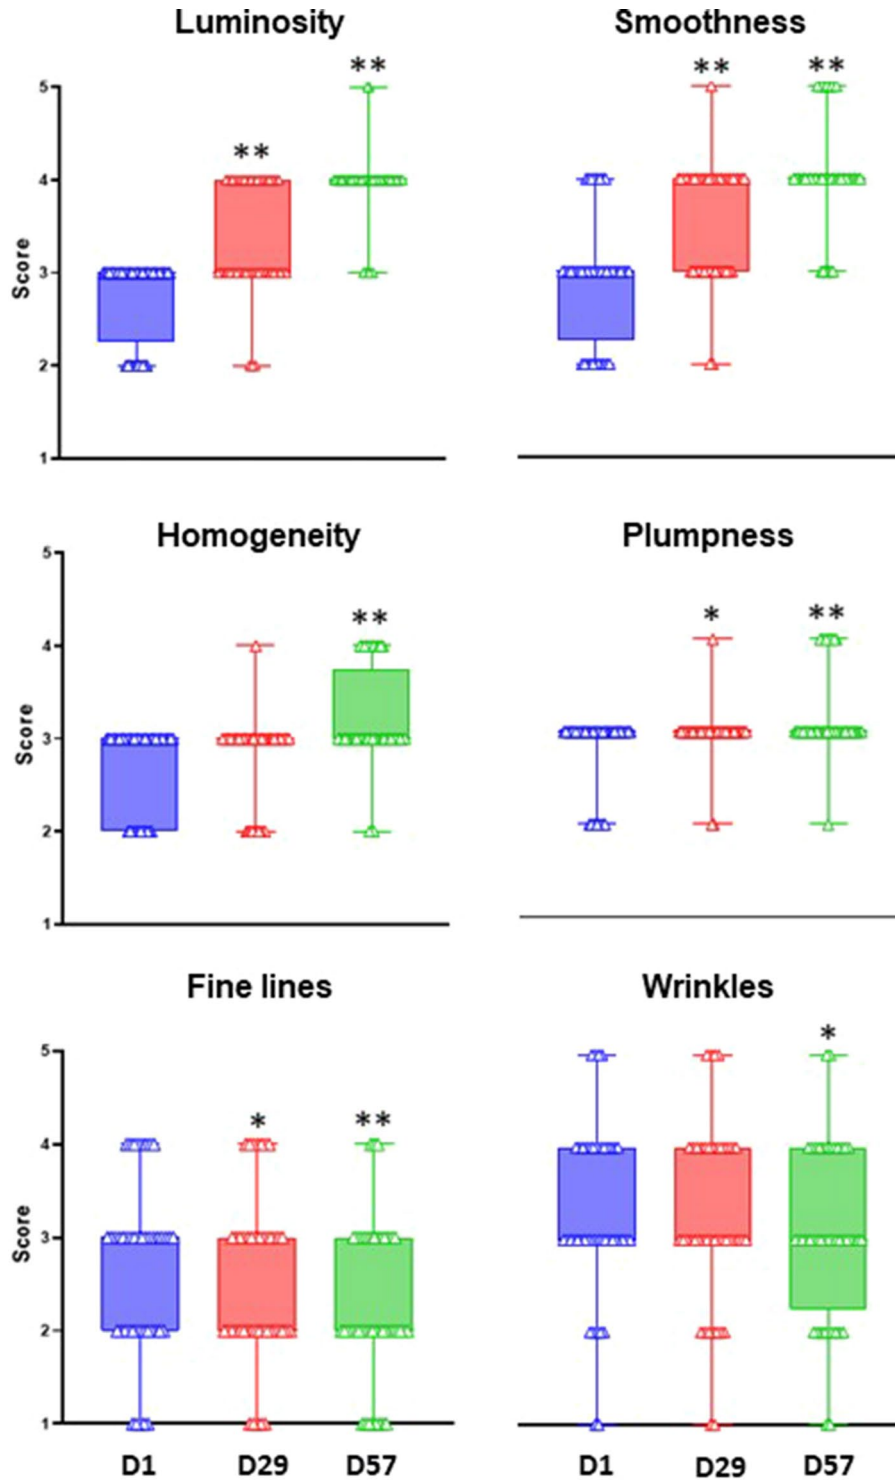 Luminosity Smoothness
** **
** **
5
4
3
2
1
Score
Homogeneity Plumpness
** * **
5
4
3
2
1
Score
Fine lines Wrinkles
* ** *
5
4
3
2
1
Score
D1 D29 D57 D1 D29 D57